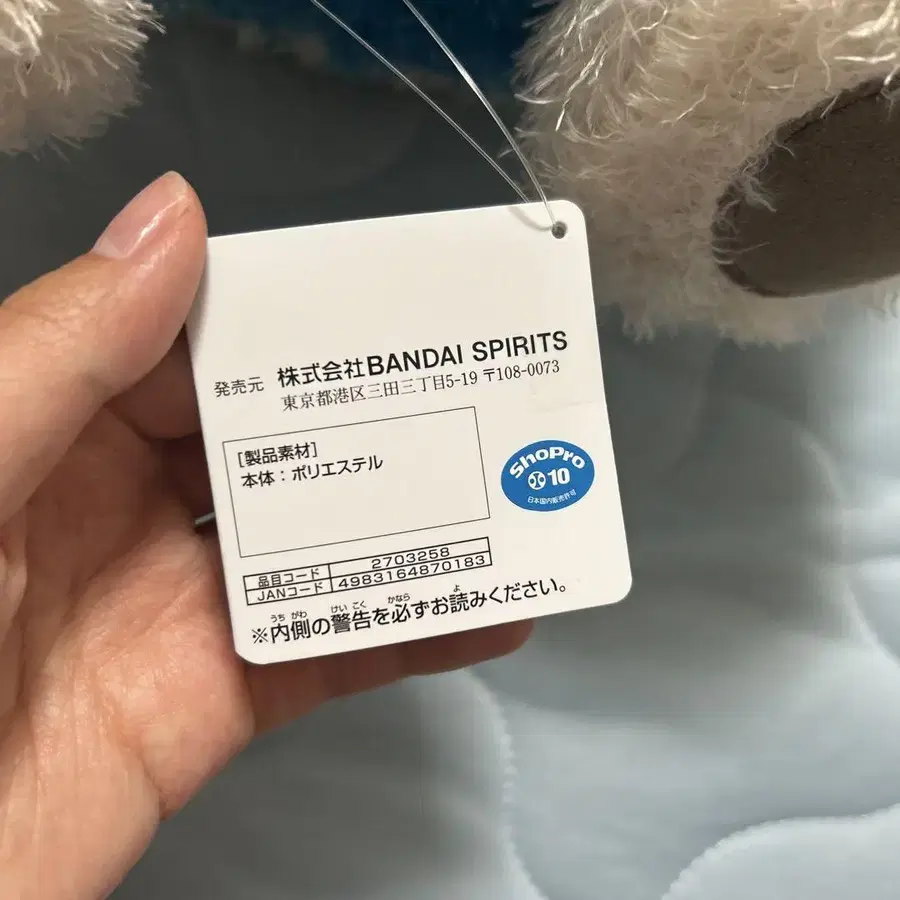 発売元 株式会社BANDAI SPIRITS
東京都港区三田三丁目5-19 〒108-0073
[製品素材]
本体：ポリエステル
ShoPro
10
日本国内販売許可
品目コード 2703258
JANコード 4983164870183
うちがわ けいこく かなら よ
※内側の警告を必ずお読みください。